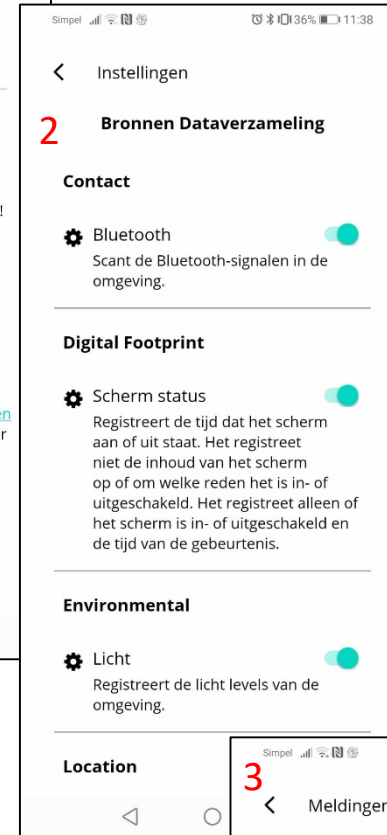 Simpel 36% 11:38
Instellingen
2 Bronnen Dataverzameling
Contact
Bluetooth
Scant de Bluetooth-signalen in de
omgeving.
Digital Footprint
Scherm status
Registreert de tijd dat het scherm
aan of uit staat. Het registreet
niet de inhoud van het scherm
op of om welke reden het is in- of
uitgeschakeld. Het registreet alleen of
het scherm is in- of uitgeschakeld en
de tijd van de gebeurtenis.
Environmental
Licht
Registreert de licht levels van de
omgeving.
Location
Simpel
3